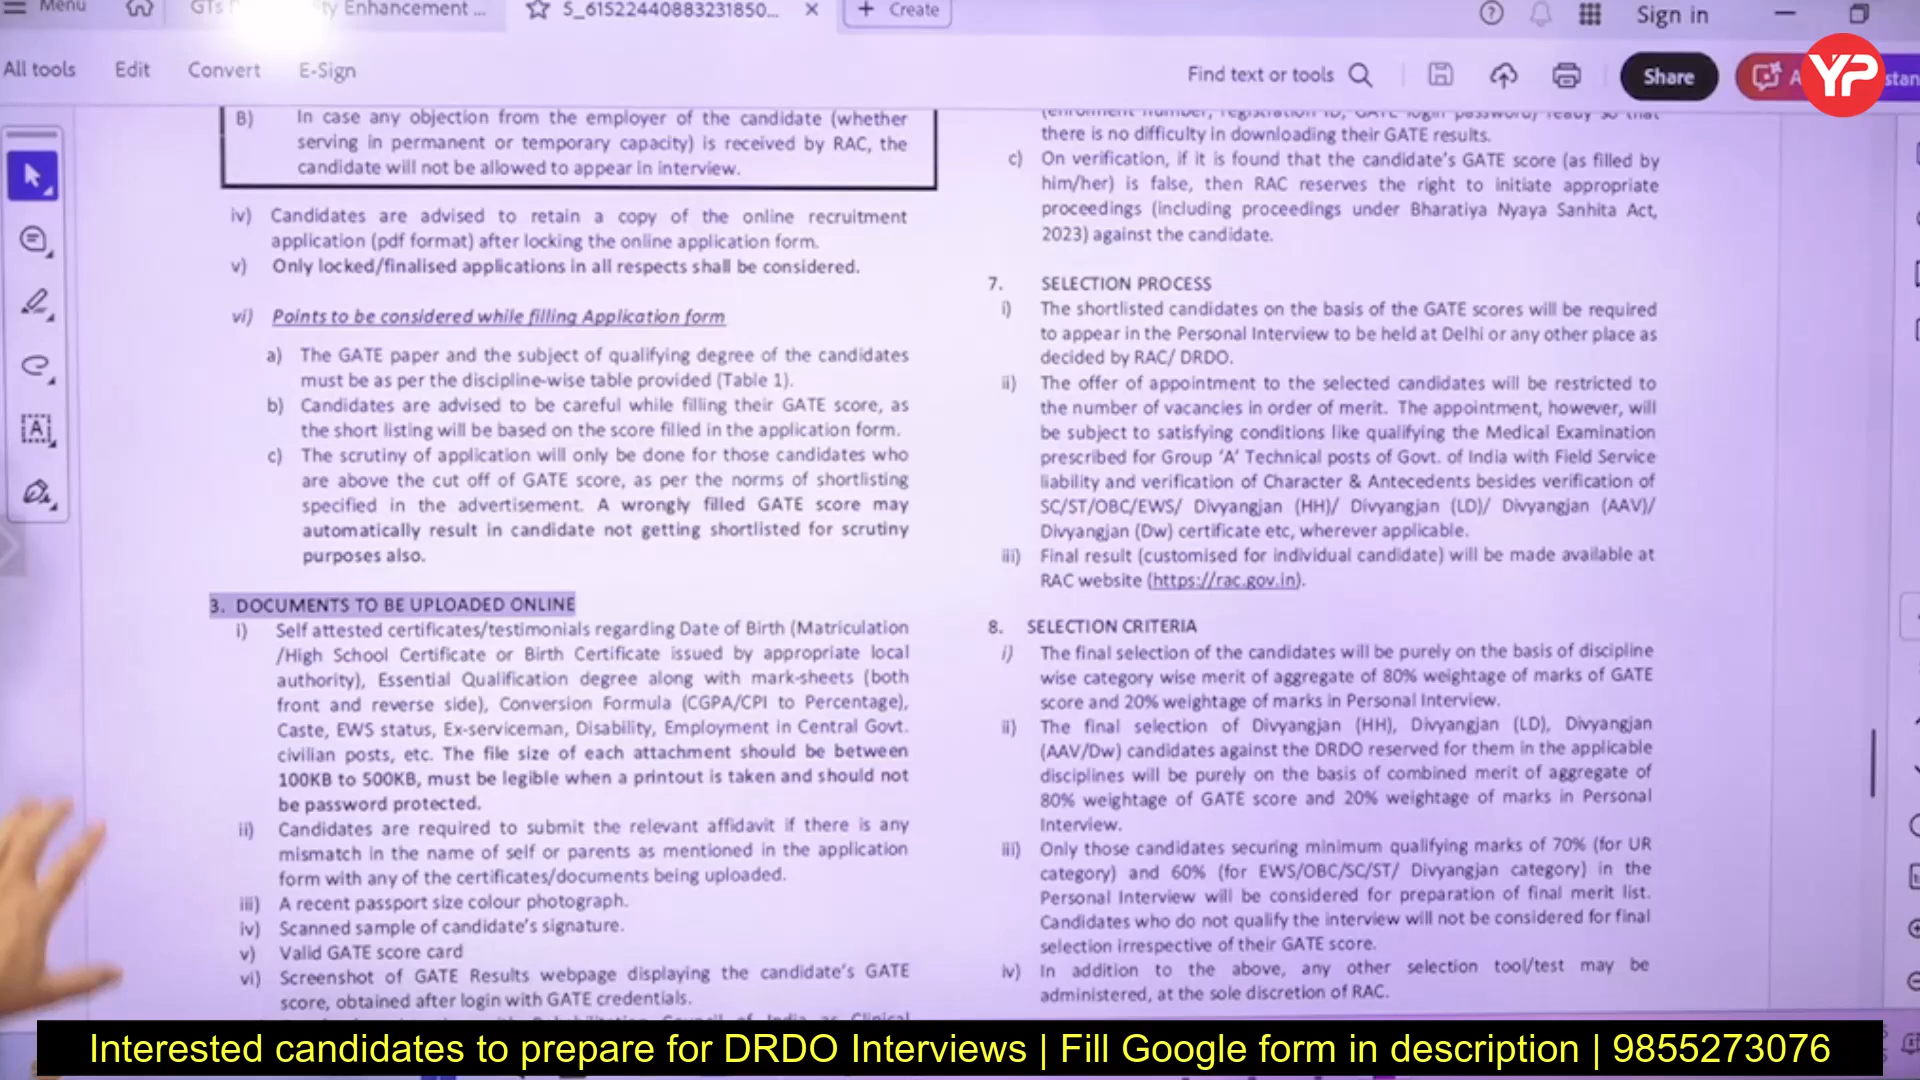 Menu
GTs
ty Enhancement ...
5_61522440883231850...
Create
Sign in
All tools
Edit
Convert
E-Sign
Find text or tools
Share
A
stan
YP
B) In case any objection from the employer of the candidate (whether
serving in permanent or temporary capacity) is received by RAC, the
candidate will not be allowed to appear in interview.
iv) Candidates are advised to retain a copy of the online recruitment
application (pdf format) after locking the online application form.
v) Only locked/finalised applications in all respects shall be considered.
vi) Points to be considered while filling Application form
a) The GATE paper and the subject of qualifying degree of the candidates
must be as per the discipline-wise table provided (Table 1).
b) Candidates are advised to be careful while filling their GATE score, as
the short listing will be based on the score filled in the application form.
c) The scrutiny of application will only be done for those candidates who
are above the cut off of GATE score, as per the norms of shortlisting
specified in the advertisement. A wrongly filled GATE score may
automatically result in candidate not getting shortlisted for scrutiny
purposes also.
3. DOCUMENTS TO BE UPLOADED ONLINE
i) Self attested certificates/testimonials regarding Date of Birth (Matriculation
/High School Certificate or Birth Certificate issued by appropriate local
authority), Essential Qualification degree along with mark-sheets (both
front and reverse side), Conversion Formula (CGPA/CPI to Percentage),
Caste, EWS status, Ex-serviceman, Disability, Employment in Central Govt.
civilian posts, etc. The file size of each attachment should be between
100KB to 500KB, must be legible when a printout is taken and should not
be password protected.
ii) Candidates are required to submit the relevant affidavit if there is any
mismatch in the name of self or parents as mentioned in the application
form with any of the certificates/documents being uploaded.
iii) A recent passport size colour photograph.
iv) Scanned sample of candidate's signature.
v) Valid GATE score card
vi) Screenshot of GATE Results webpage displaying the candidate's GATE
score, obtained after login with GATE credentials.
(enrolment number, registration ID, GATE login password) ready so that
there is no difficulty in downloading their GATE results.
c) On verification, if it is found that the candidate's GATE score (as filled by
him/her) is false, then RAC reserves the right to initiate appropriate
proceedings (including proceedings under Bharatiya Nyaya Sanhita Act,
2023) against the candidate.
7. SELECTION PROCESS
i) The shortlisted candidates on the basis of the GATE scores will be required
to appear in the Personal Interview to be held at Delhi or any other place as
decided by RAC/ DRDO.
ii) The offer of appointment to the selected candidates will be restricted to
the number of vacancies in order of merit. The appointment, however, will
be subject to satisfying conditions like qualifying the Medical Examination
prescribed for Group 'A' Technical posts of Govt. of India with Field Service
liability and verification of Character & Antecedents besides verification of
SC/ST/OBC/EWS/ Divyangjan (HH)/ Divyangjan (LD)/ Divyangjan (AAV)/
Divyangjan (Dw) certificate etc, wherever applicable.
iii) Final result (customised for individual candidate) will be made available at
RAC website (https://rac.gov.in).
8. SELECTION CRITERIA
i) The final selection of the candidates will be purely on the basis of discipline
wise category wise merit of aggregate of 80% weightage of marks of GATE
score and 20% weightage of marks in Personal Interview.
ii) The final selection of Divyangjan (HH), Divyangjan (LD), Divyangjan
(AAV/Dw) candidates against the DRDO reserved for them in the applicable
disciplines will be purely on the basis of combined merit of aggregate of
80% weightage of GATE score and 20% weightage of marks in Personal
Interview.
iii) Only those candidates securing minimum qualifying marks of 70% (for UR
category) and 60% (for EWS/OBC/SC/ST/ Divyangjan category) in the
Personal Interview will be considered for preparation of final merit list.
Candidates who do not qualify the interview will not be considered for final
selection irrespective of their GATE score.
iv) In addition to the above, any other selection tool/test may be
administered, at the sole discretion of RAC.
Interested candidates to prepare for DRDO Interviews | Fill Google form in description | 9855273076